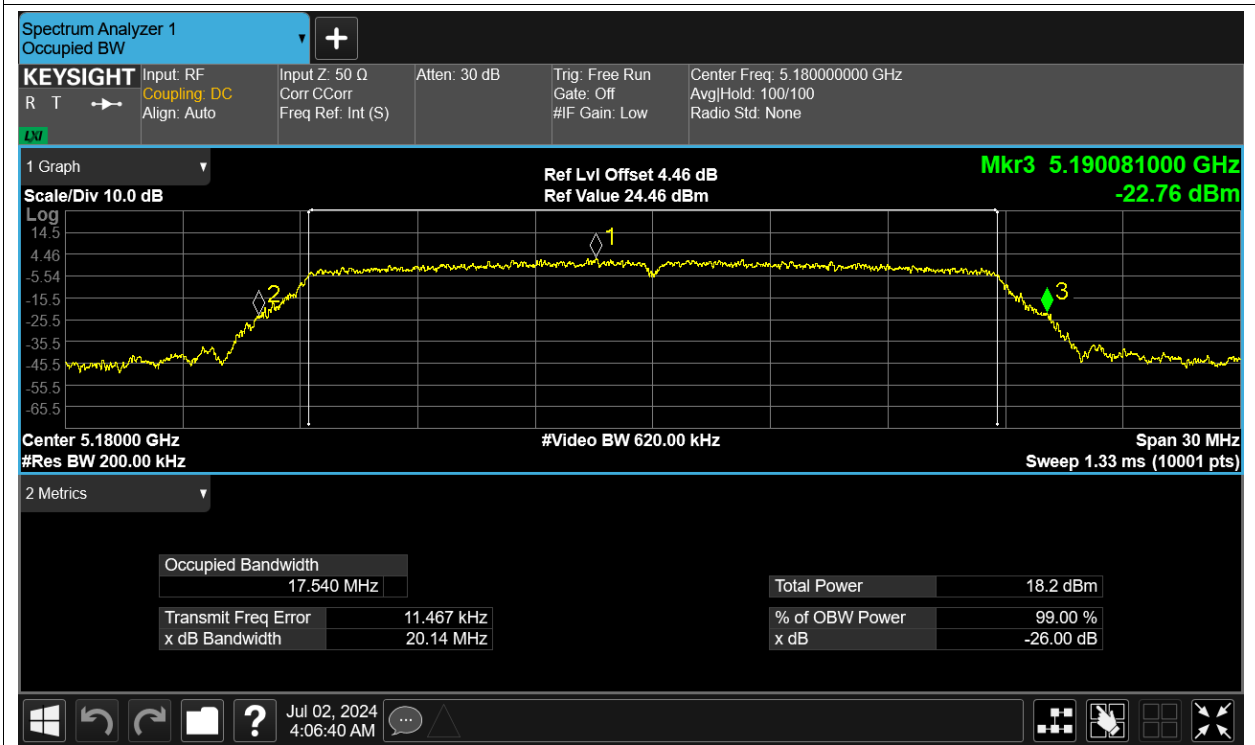 Spectrum Analyzer 1
Occupied BW
KEYSIGHT
R T
LXI
Input: RF
Coupling: DC
Align: Auto
Input Z: 50 Ω
Corr CCorr
Freq Ref: Int (S)
Atten: 30 dB
Trig: Free Run
Gate: Off
#IF Gain: Low
Center Freq: 5.180000000 GHz
Avg|Hold: 100/100
Radio Std: None
1 Graph
Scale/Div 10.0 dB
Ref Lvl Offset 4.46 dB
Ref Value 24.46 dBm
Mkr3 5.190081000 GHz
-22.76 dBm
Log
14.5
4.46
-5.54
-15.5
-25.5
-35.5
-45.5
-55.5
-65.5
1
2
3
Center 5.18000 GHz
#Res BW 200.00 kHz
#Video BW 620.00 kHz
Span 30 MHz
Sweep 1.33 ms (10001 pts)
2 Metrics
Occupied Bandwidth
17.540 MHz
Transmit Freq Error 11.467 kHz
x dB Bandwidth 20.14 MHz
Total Power 18.2 dBm
% of OBW Power 99.00 %
x dB -26.00 dB
?
Jul 02, 2024
4:06:40 AM